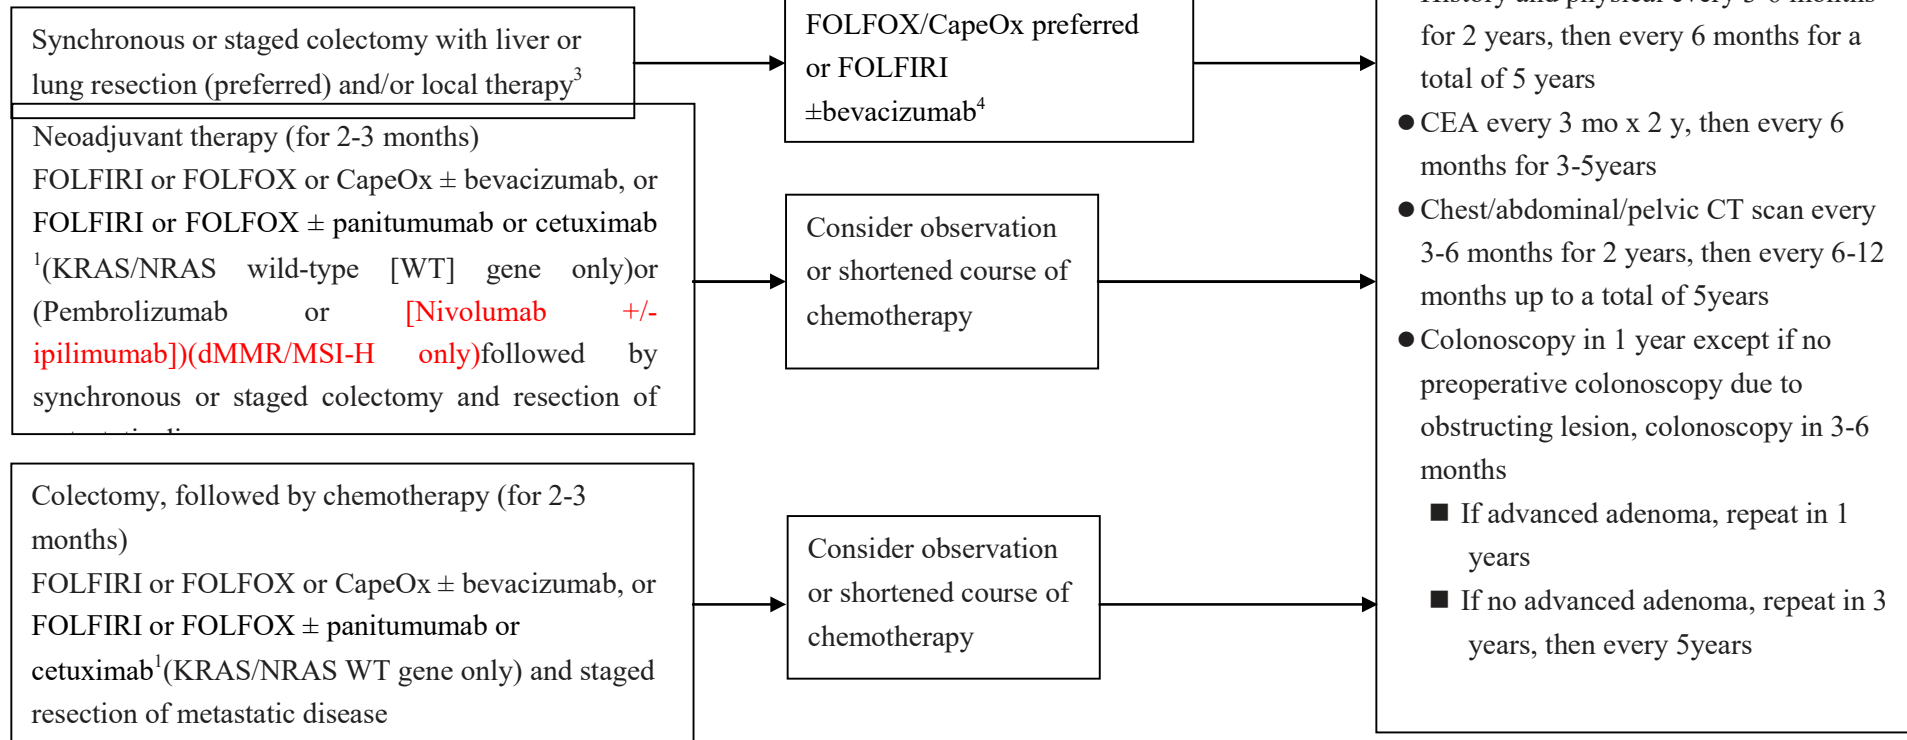 Synchronous or staged colectomy with liver or
lung resection (preferred) and/or local therapy3
Neoadjuvant therapy (for 2-3 months)
FOLFIRI or FOLFOX or CapeOx ± bevacizumab, or
FOLFIRI or FOLFOX ± panitumumab or cetuximab
1(KRAS/NRAS wild-type [WT] gene only)or
(Pembrolizumab or [Nivolumab +/-
ipilimumab])(dMMR/MSI-H only)followed by
synchronous or staged colectomy and resection of
Colectomy, followed by chemotherapy (for 2-3
months)
FOLFIRI or FOLFOX or CapeOx ± bevacizumab, or
FOLFIRI or FOLFOX ± panitumumab or
cetuximab1(KRAS/NRAS WT gene only) and staged
resection of metastatic disease
FOLFOX/CapeOx preferred
or FOLFIRI
±bevacizumab4
Consider observation
or shortened course of
chemotherapy
Consider observation
or shortened course of
chemotherapy
History and physical every 3-6 months
for 2 years, then every 6 months for a
total of 5 years
● CEA every 3 mo x 2 y, then every 6
months for 3-5years
● Chest/abdominal/pelvic CT scan every
3-6 months for 2 years, then every 6-12
months up to a total of 5years
● Colonoscopy in 1 year except if no
preoperative colonoscopy due to
obstructing lesion, colonoscopy in 3-6
months
■ If advanced adenoma, repeat in 1
years
■ If no advanced adenoma, repeat in 3
years, then every 5years